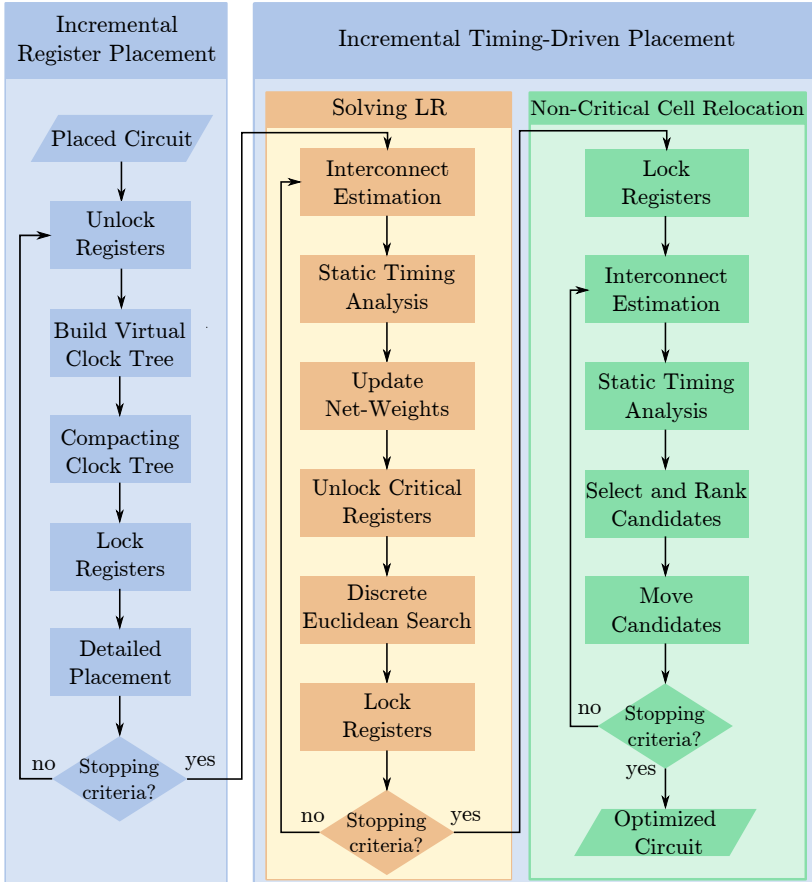 Incremental
Register Placement
Placed Circuit
Unlock
Registers
Build Virtual
Clock Tree
Compacting
Clock Tree
Lock
Registers
Detailed
Placement
Stopping
criteria?
no
yes
Incremental Timing-Driven Placement
Solving LR
Interconnect
Estimation
Static Timing
Analysis
Update
Net-Weights
Unlock Critical
Registers
Discrete
Euclidean Search
Lock
Registers
Stopping
criteria?
no
yes
Non-Critical Cell Relocation
Lock
Registers
Interconnect
Estimation
Static Timing
Analysis
Select and Rank
Candidates
Move
Candidates
Stopping
criteria?
no
yes
Optimized
Circuit